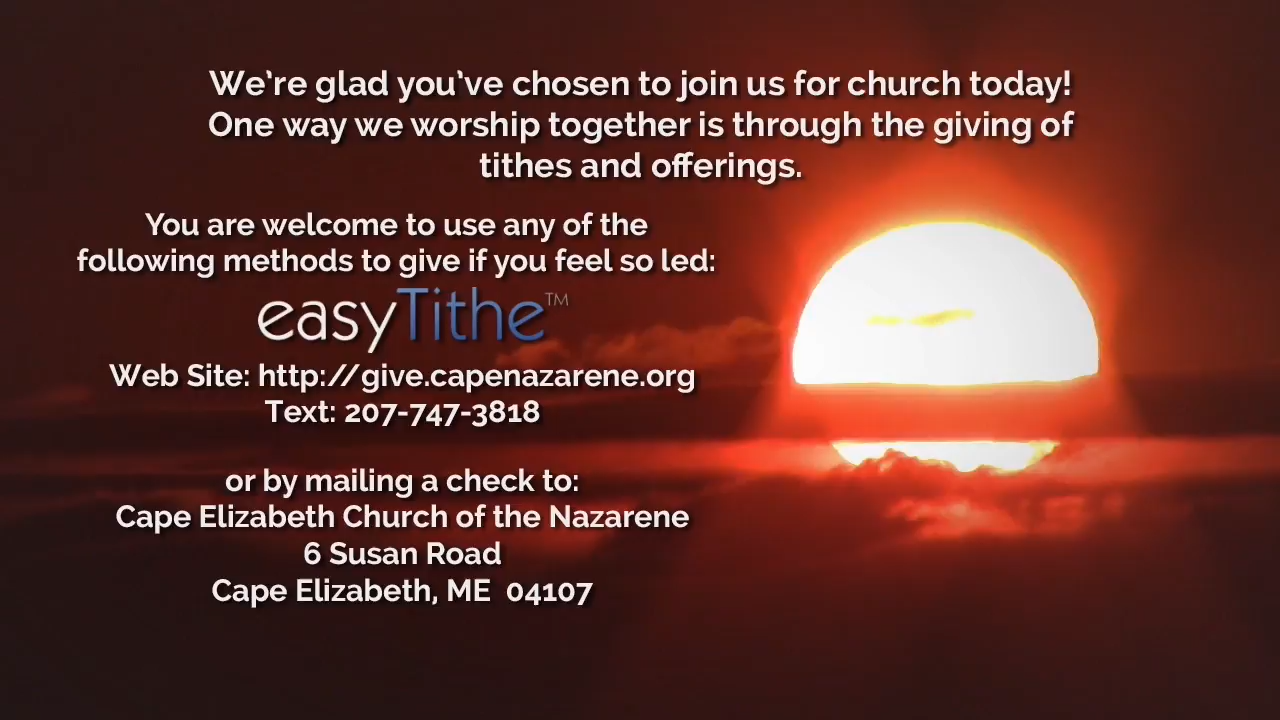 We’re glad you’ve chosen to join us for church today!
One way we worship together is through the giving of
tithes and offerings.
You are welcome to use any of the
following methods to give if you feel so led:
easyTithe™
Web Site: http://give.capenazarene.org
Text: 207-747-3818
or by mailing a check to:
Cape Elizabeth Church of the Nazarene
6 Susan Road
Cape Elizabeth, ME  04107